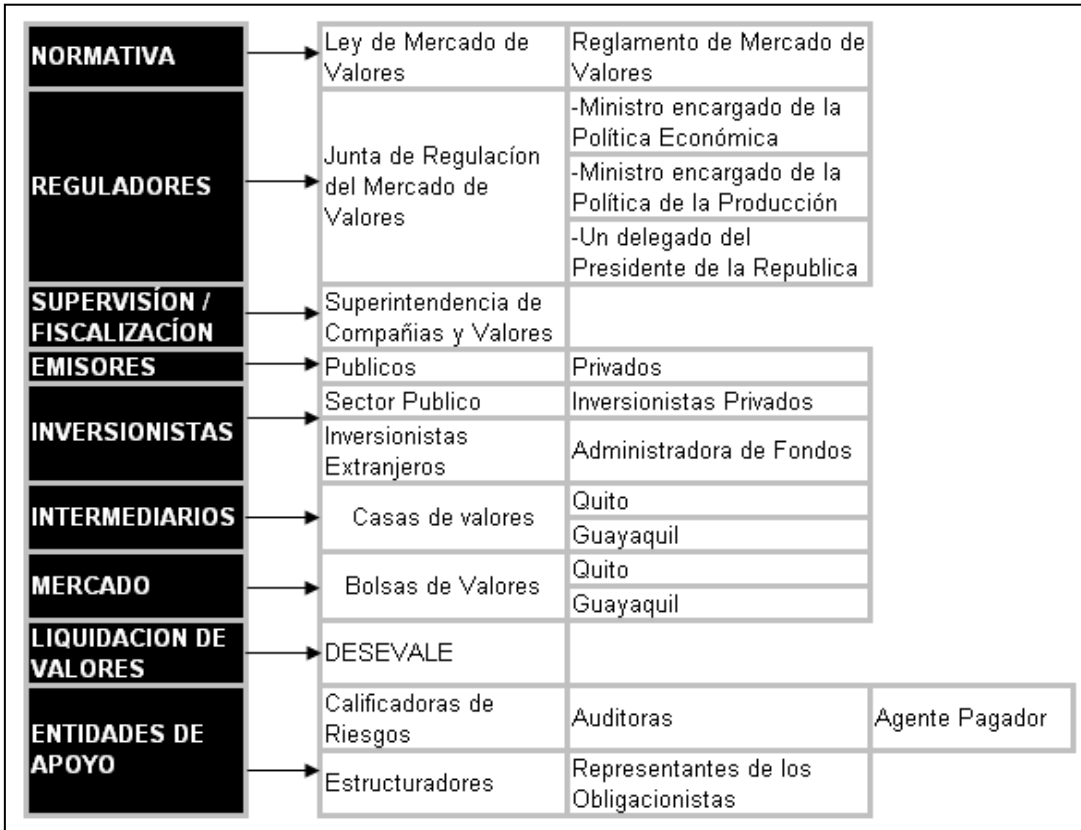 NORMATIVA
Ley de Mercado de
Valores
Reglamento de Mercado de
Valores
REGULADORES
Junta de Regulacíon
del Mercado de
Valores
-Ministro encargado de la
Política Económica
-Ministro encargado de la
Política de la Producción
-Un delegado del
Presidente de la Republica
SUPERVISÍON /
FISCALIZACÍON
Superintendencia de
Compañias y Valores
EMISORES
Publicos
Privados
INVERSIONISTAS
Sector Publico
Inversionistas Privados
Inversionistas
Extranjeros
Administradora de Fondos
INTERMEDIARIOS
Casas de valores
Quito
Guayaquil
MERCADO
Bolsas de Valores
Quito
Guayaquil
LIQUIDACION DE
VALORES
DESEVALE
ENTIDADES DE
APOYO
Calificadoras de
Riesgos
Auditoras
Agente Pagador
Estructuradores
Representantes de los
Obligacionistas